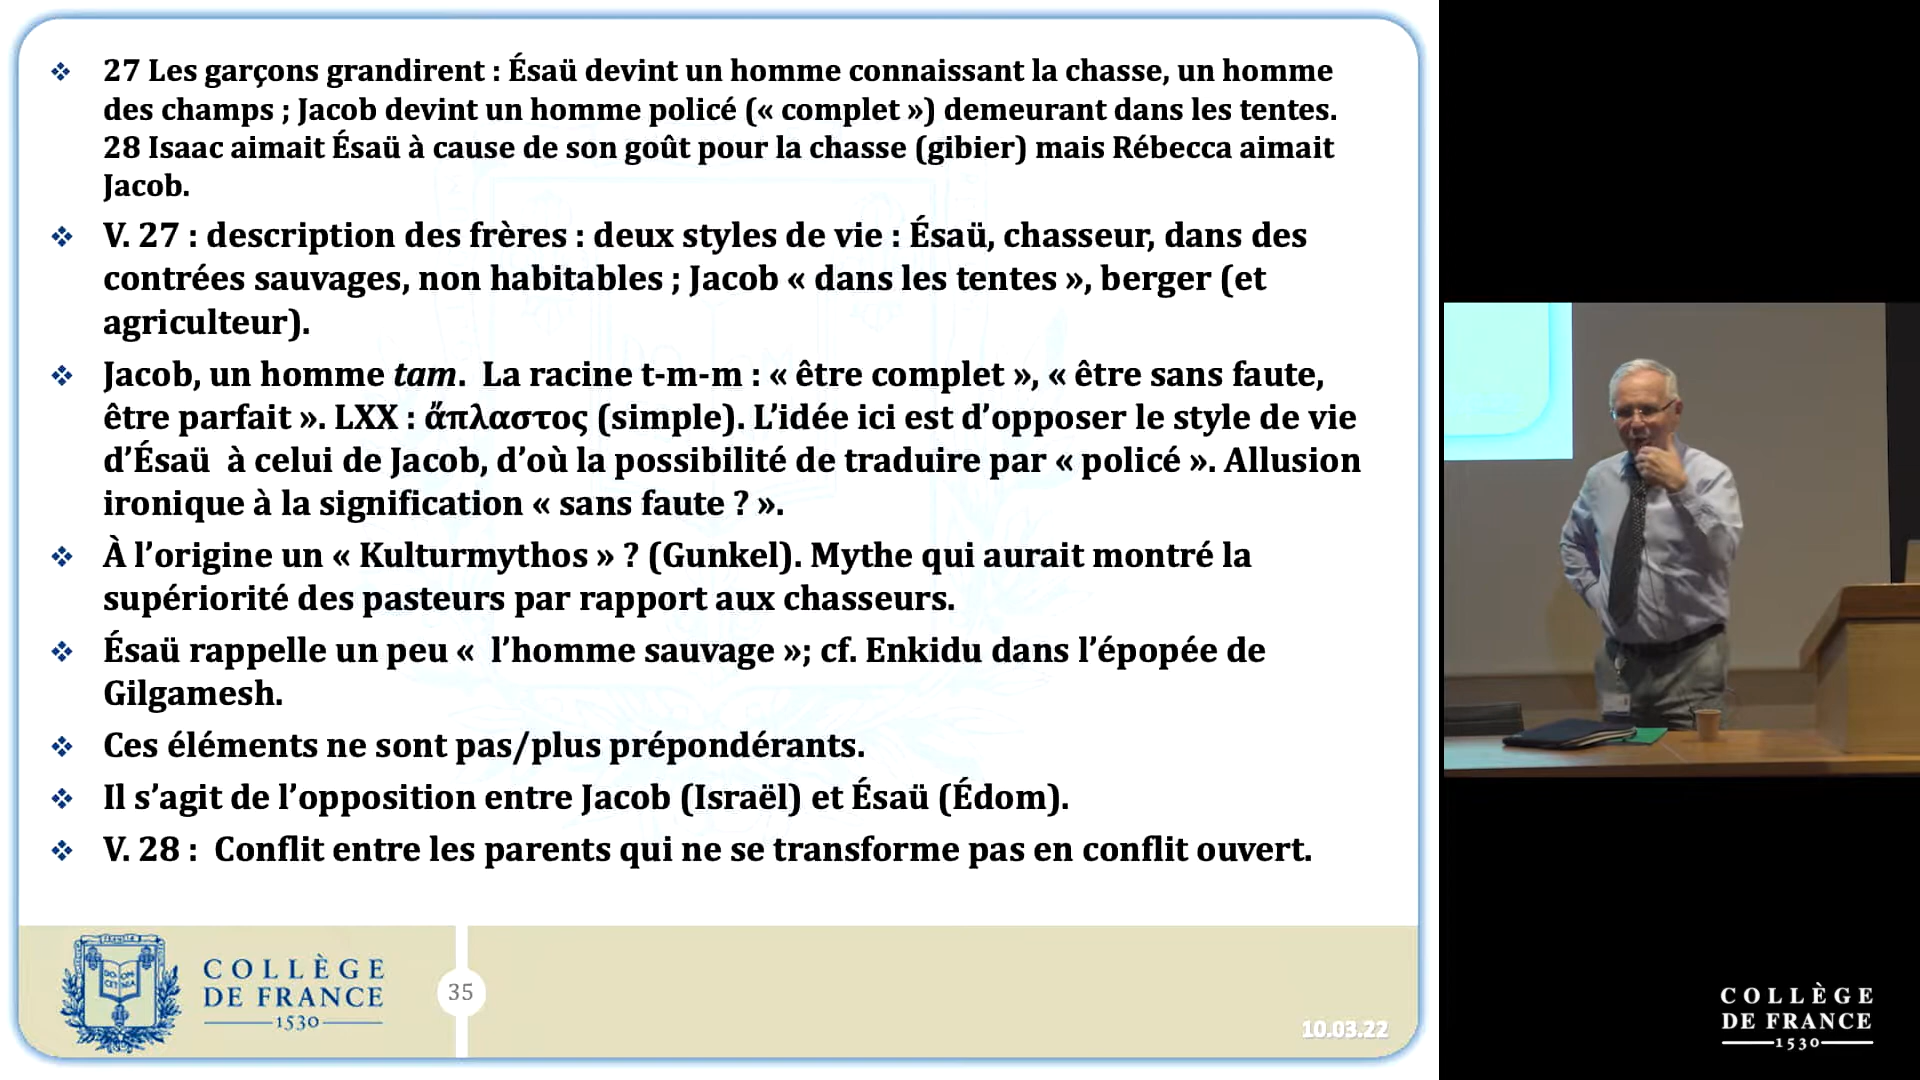 27 Les garçons grandirent : Ésaü devint un homme connaissant la chasse, un homme
des champs ; Jacob devint un homme policé (« complet ») demeurant dans les tentes.
28 Isaac aimait Ésaü à cause de son goût pour la chasse (gibier) mais Rébecca aimait
Jacob.
V. 27 : description des frères : deux styles de vie : Ésaü, chasseur, dans des
contrées sauvages, non habitables ; Jacob « dans les tentes », berger (et
agriculteur).
Jacob, un homme tam. La racine t-m-m : « être complet », « être sans faute,
être parfait ». LXX : ἄπλαστος (simple). L’idée ici est d’opposer le style de vie
d’Ésaü à celui de Jacob, d’où la possibilité de traduire par « policé ». Allusion
ironique à la signification « sans faute ? ».
À l’origine un « Kulturmythos » ? (Gunkel). Mythe qui aurait montré la
supériorité des pasteurs par rapport aux chasseurs.
Ésaü rappelle un peu « l’homme sauvage »; cf. Enkidu dans l’épopée de
Gilgamesh.
Ces éléments ne sont pas/plus prépondérants.
Il s’agit de l’opposition entre Jacob (Israël) et Ésaü (Édom).
V. 28 : Conflit entre les parents qui ne se transforme pas en conflit ouvert.
COLLÈGE
DE FRANCE
1530
35
10.03.22
COLLÈGE
DE FRANCE
1530